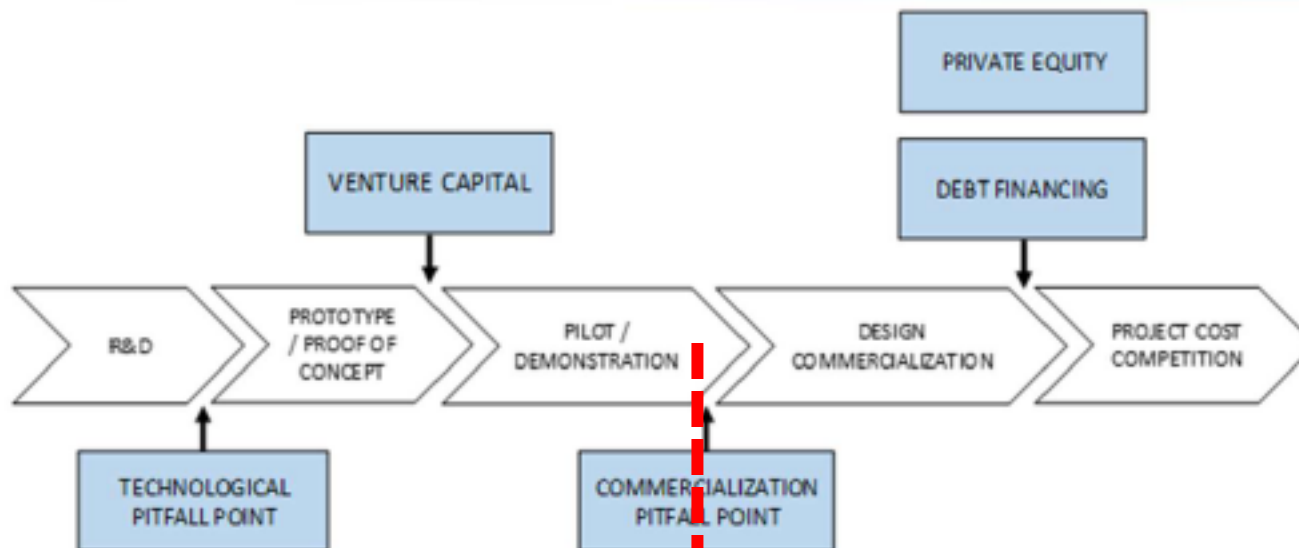 PRIVATE EQUITY
VENTURE CAPITAL
DEBT FINANCING
R&D
PROTOTYPE
/ PROOF OF
CONCEPT
PILOT /
DEMONSTRATION
DESIGN
COMMERCIALIZATION
PROJECT COST
COMPETITION
TECHNOLOGICAL
PITFALL POINT
COMMERCIALIZATION
PITFALL POINT